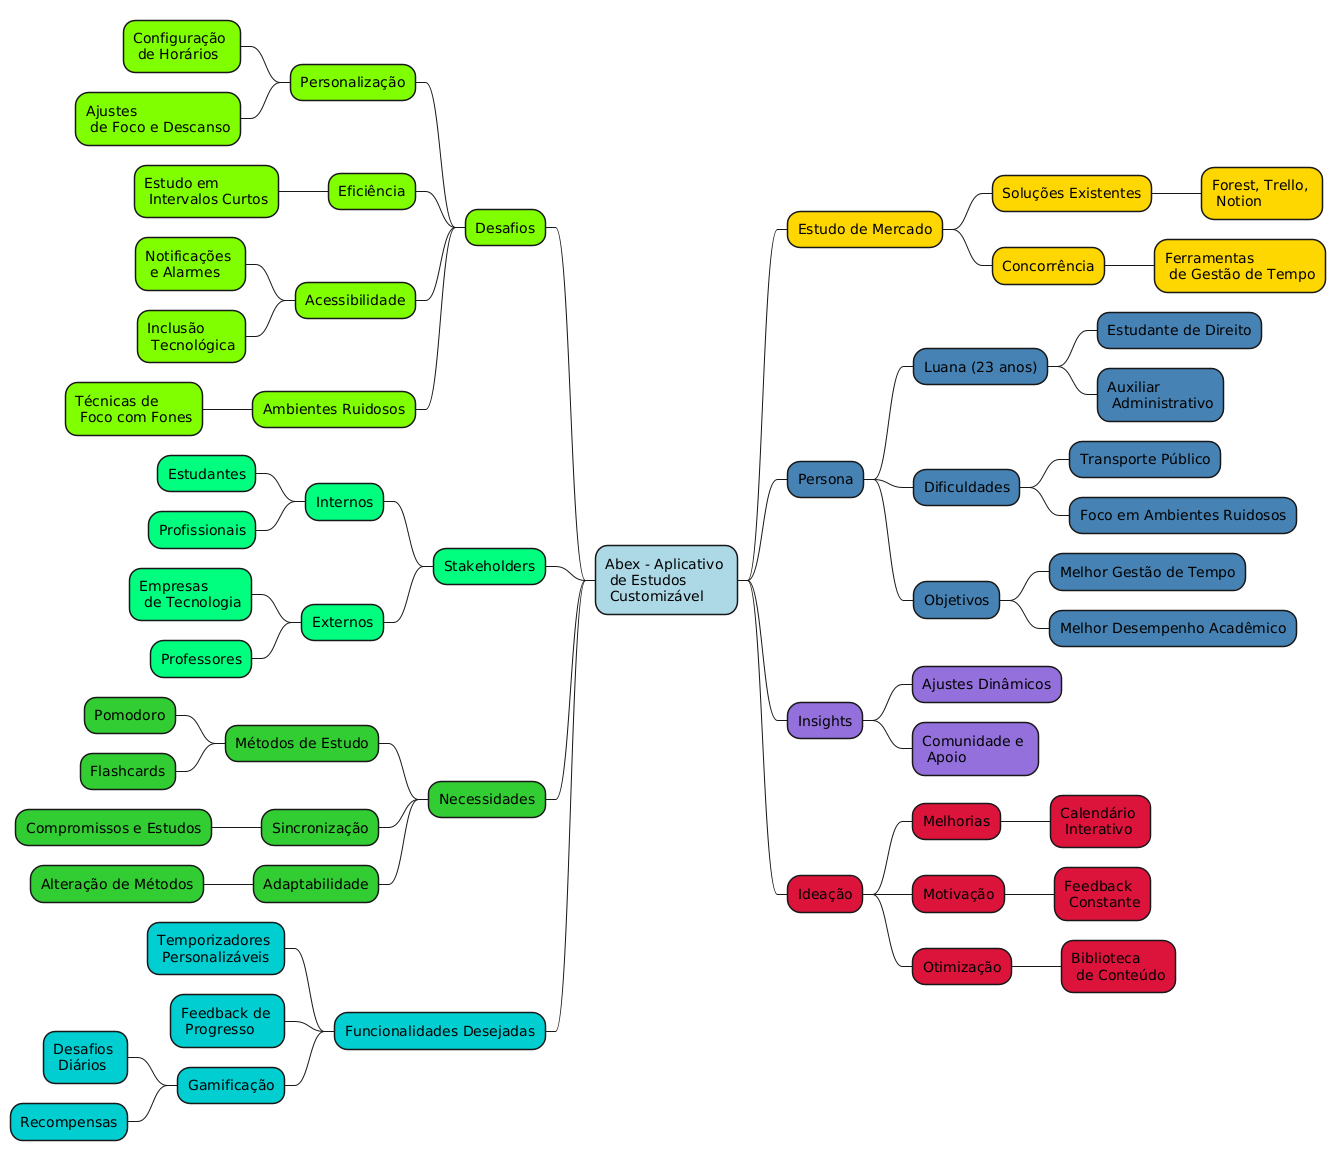 Configuração
de Horários
Ajustes
de Foco e Descanso
Personalização
Estudo em
Intervalos Curtos
Eficiência
Notificações
e Alarmes
Inclusão
Tecnológica
Acessibilidade
Técnicas de
Foco com Fones
Ambientes Ruidosos
Desafios
Estudantes
Profissionais
Internos
Empresas
de Tecnologia
Professores
Externos
Stakeholders
Pomodoro
Flashcards
Métodos de Estudo
Compromissos e Estudos
Sincronização
Alteração de Métodos
Adaptabilidade
Necessidades
Temporizadores
Personalizáveis
Feedback de
Progresso
Desafios
Diários
Recompensas
Gamificação
Funcionalidades Desejadas
Abex - Aplicativo
de Estudos
Customizável
Estudo de Mercado
Soluções Existentes
Forest, Trello,
Notion
Concorrência
Ferramentas
de Gestão de Tempo
Persona
Luana (23 anos)
Estudante de Direito
Auxiliar
Administrativo
Dificuldades
Transporte Público
Foco em Ambientes Ruidosos
Objetivos
Melhor Gestão de Tempo
Melhor Desempenho Acadêmico
Insights
Ajustes Dinâmicos
Comunidade e
Apoio
Ideação
Melhorias
Calendário
Interativo
Motivação
Feedback
Constante
Otimização
Biblioteca
de Conteúdo